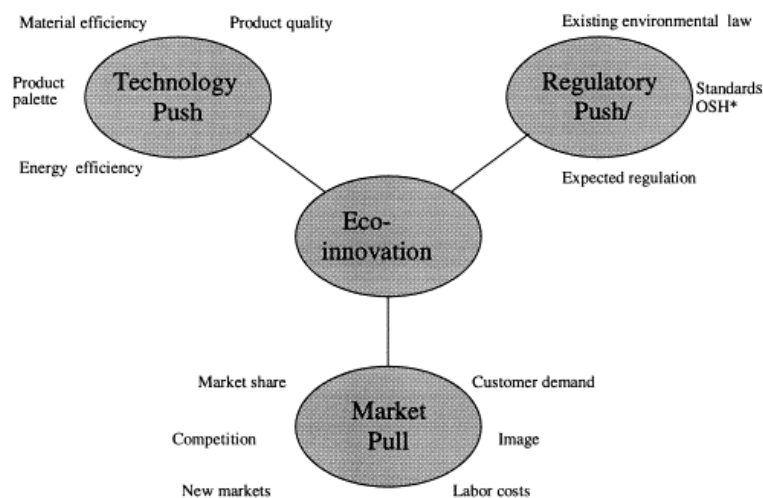 Material efficiency
Product quality
Existing environmental law
Product
palette
Technology
Push
Regulatory
Push/
Standards
OSH*
Energy efficiency
Expected regulation
Eco-
innovation
Market share
Customer demand
Market
Pull
Competition
Image
New markets
Labor costs